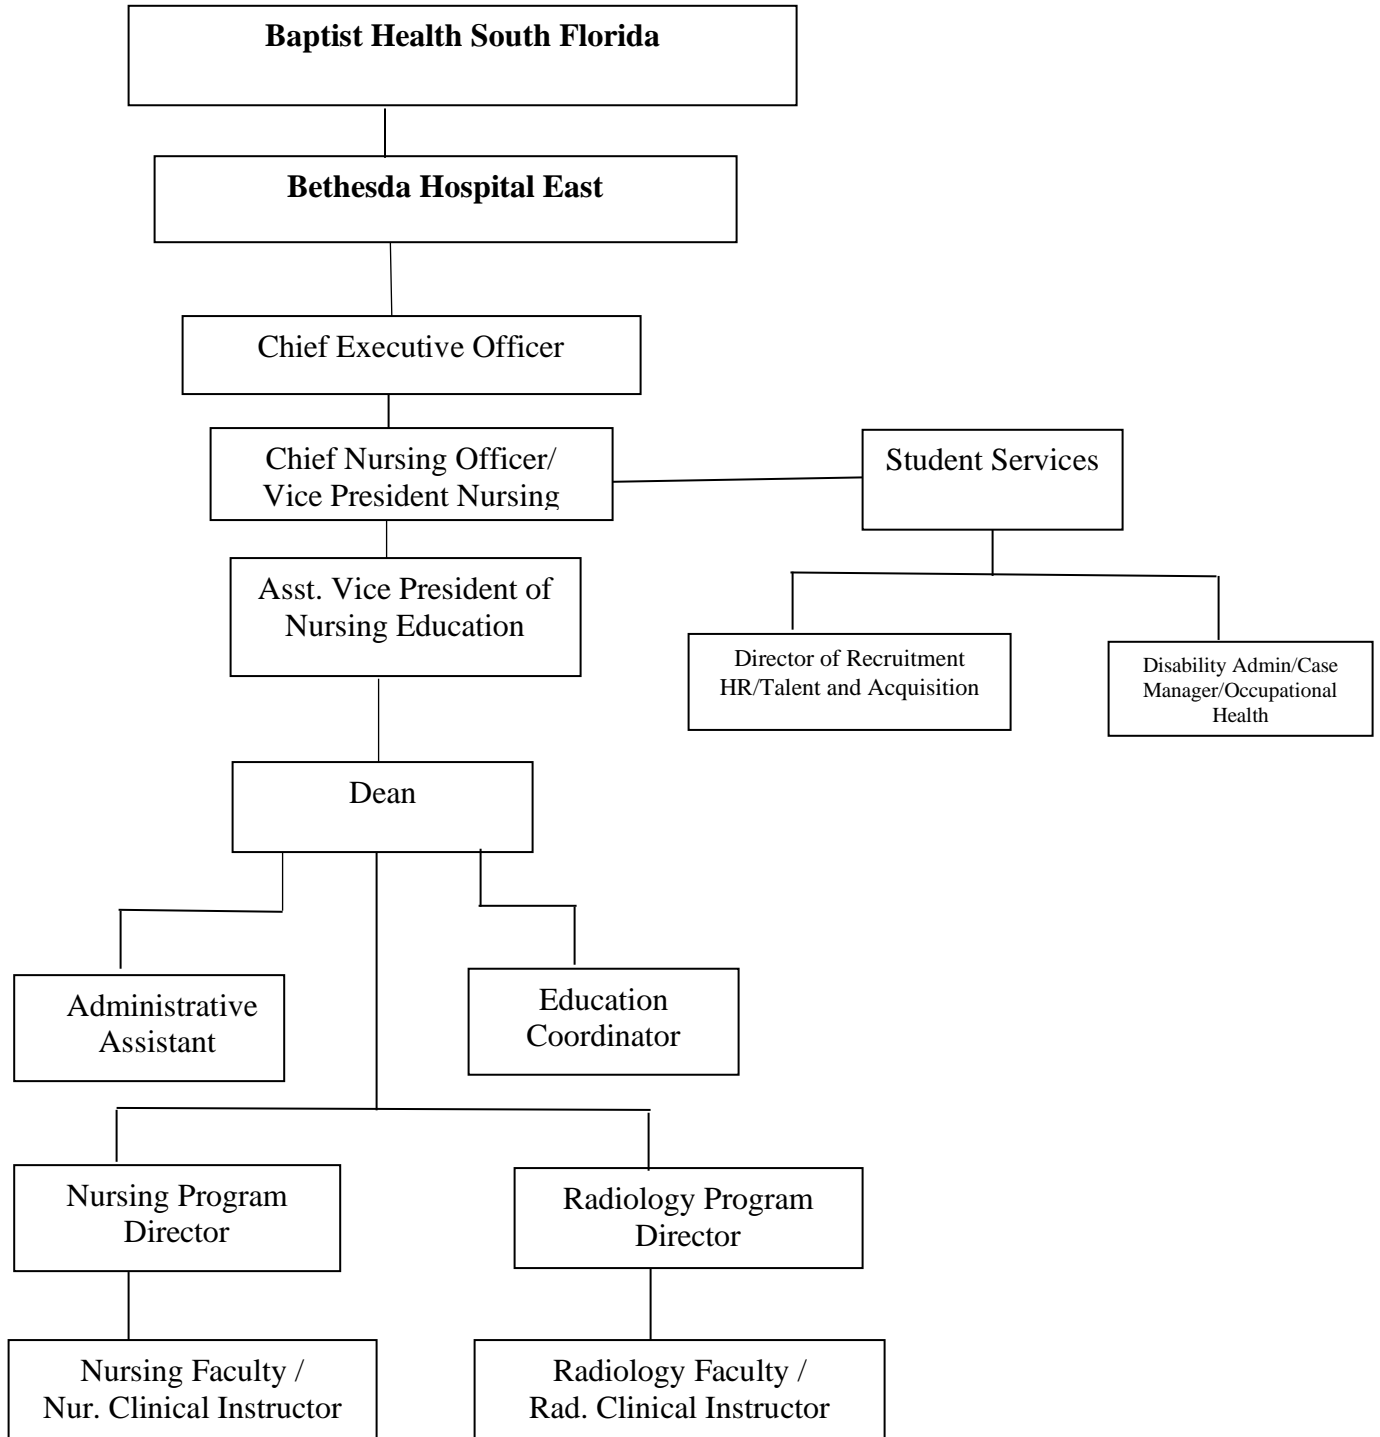 Baptist Health South Florida
Bethesda Hospital East
Chief Executive Officer
Chief Nursing Officer/
Vice President Nursing
Student Services
Asst. Vice President of
Nursing Education
Director of Recruitment
HR/Talent and Acquisition
Disability Admin/Case
Manager/Occupational
Health
Dean
Administrative
Assistant
Education
Coordinator
Nursing Program
Director
Radiology Program
Director
Nursing Faculty /
Nur. Clinical Instructor
Radiology Faculty /
Rad. Clinical Instructor